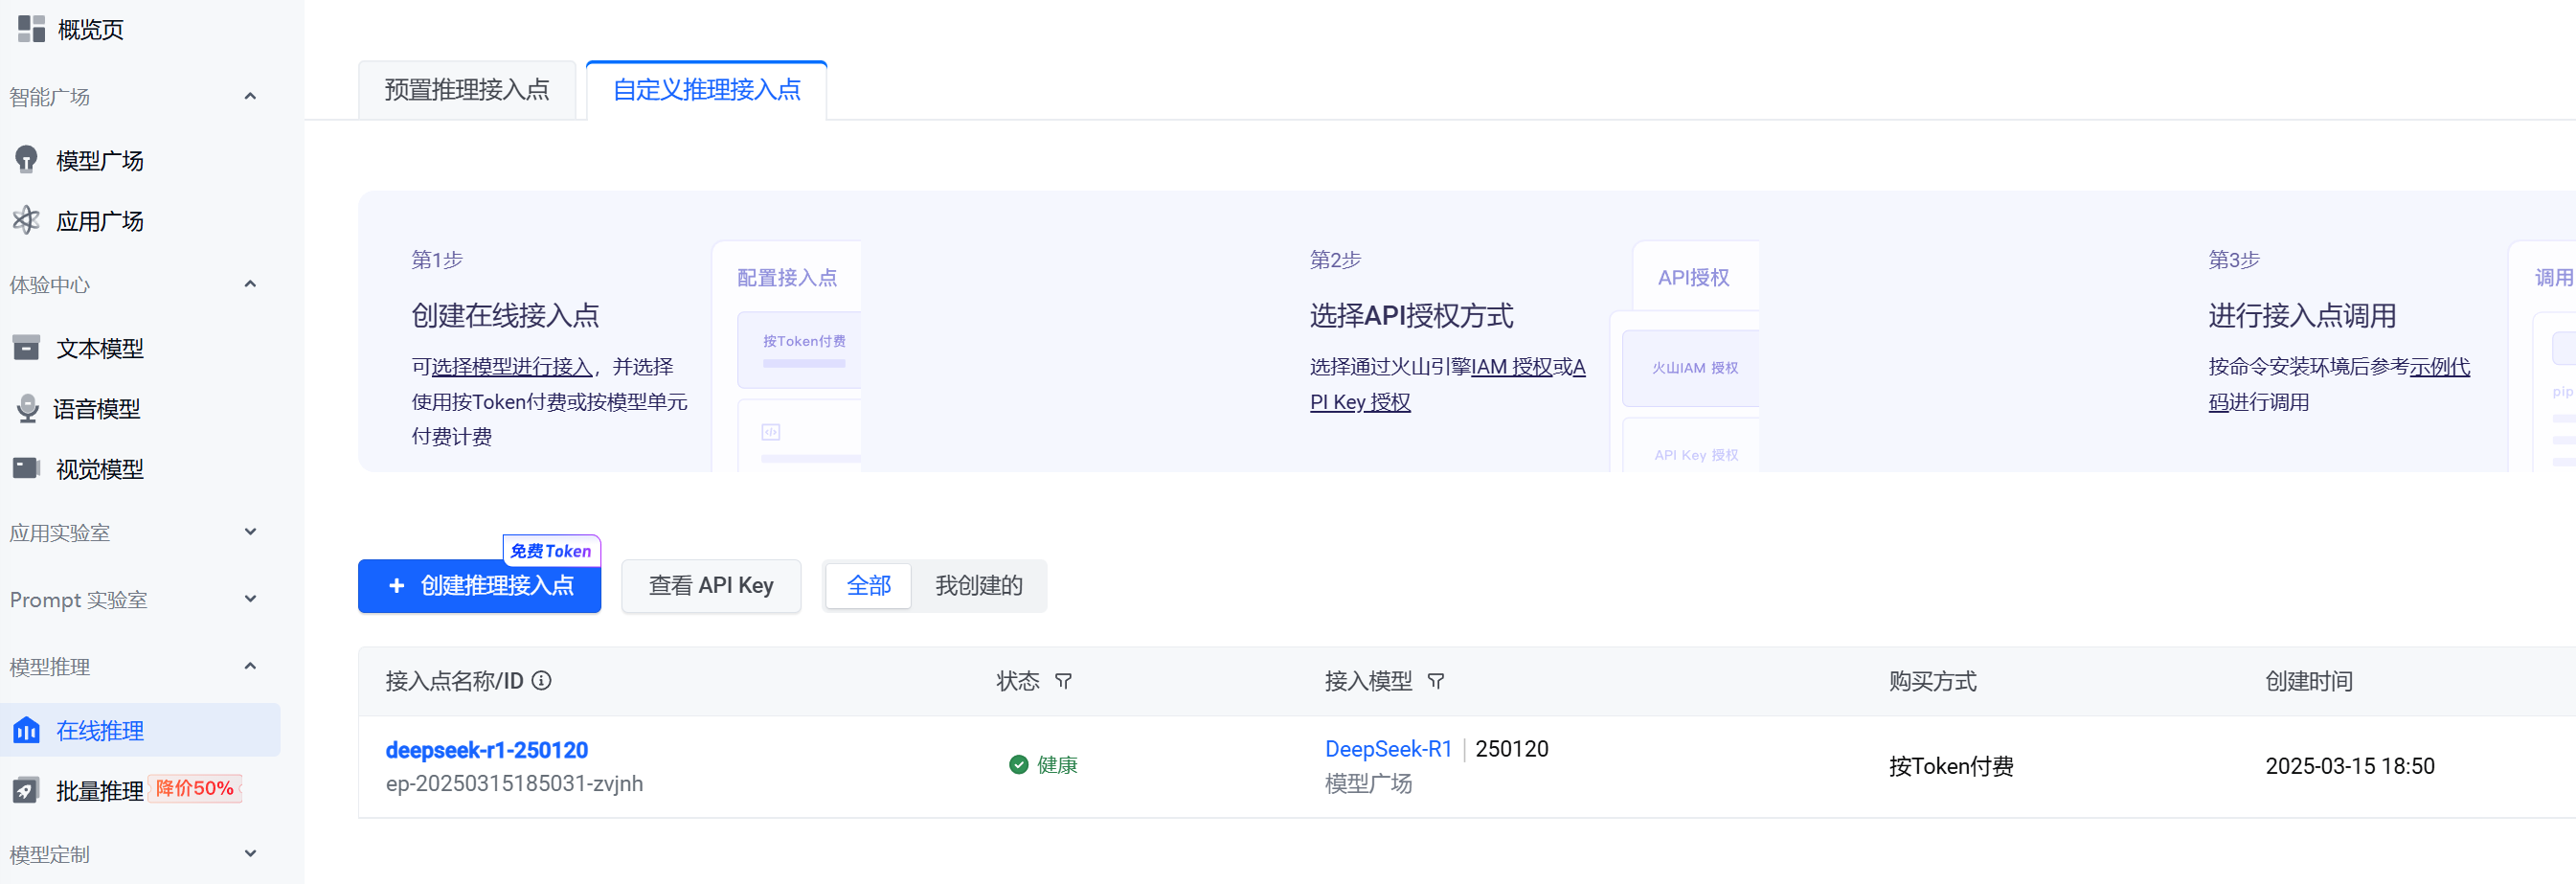 概览页
智能广场
模型广场
应用广场
体验中心
文本模型
语音模型
视觉模型
应用实验室
Prompt 实验室
模型推理
在线推理
批量推理 降价50%
模型定制
预置推理接入点 自定义推理接入点
第1步
创建在线接入点
可选择模型进行接入，并选择
使用按Token付费或按模型单元
付费计费
配置接入点
按Token付费
第2步
选择API授权方式
选择通过火山引擎IAM 授权或A
PI Key 授权
API授权
火山IAM 授权
API Key 授权
第3步
进行接入点调用
按命令安装环境后参考示例代
码进行调用
调用
pip
免费Token
+ 创建推理接入点 查看 API Key 全部 我创建的
接入点名称/ID 状态 接入模型 购买方式 创建时间
deepseek-r1-250120
ep-20250315185031-zvjnh
健康
DeepSeek-R1 | 250120
模型广场
按Token付费
2025-03-15 18:50